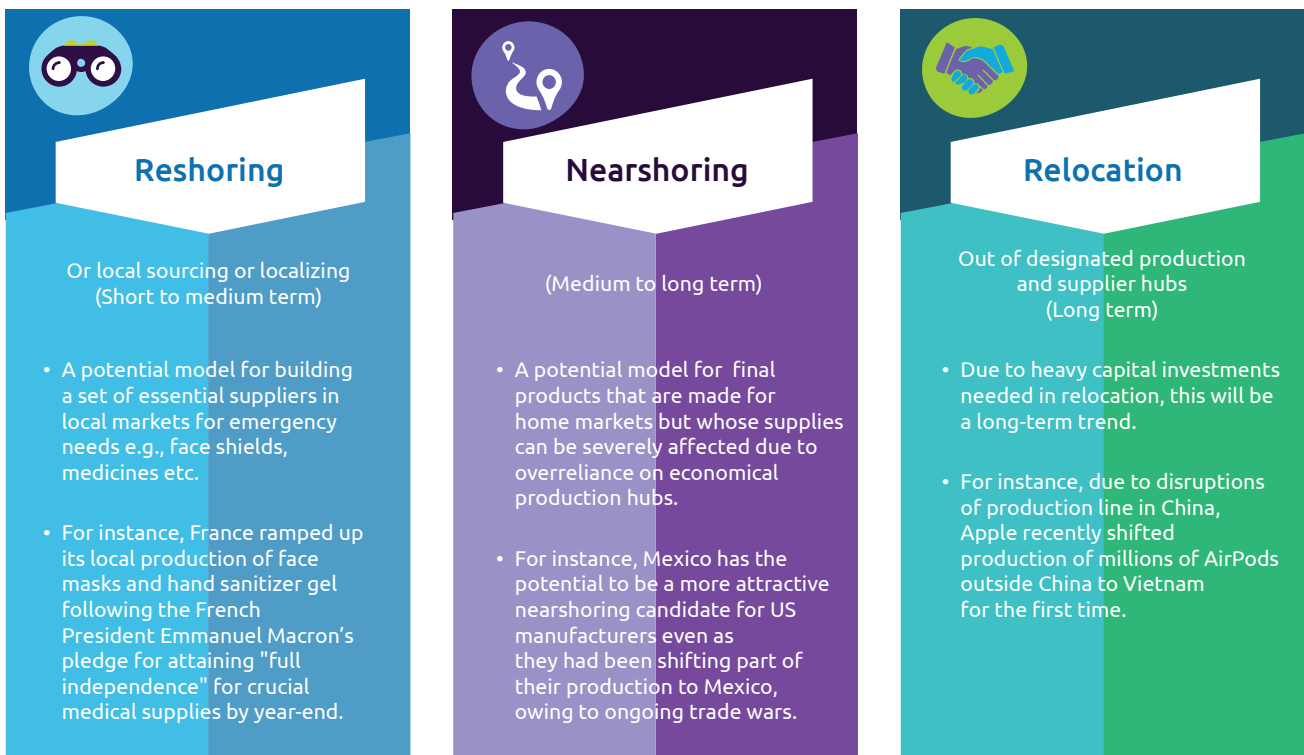 Reshoring
Or local sourcing or localizing
(Short to medium term)
• A potential model for building
a set of essential suppliers in
local markets for emergency
needs e.g., face shields,
medicines etc.
• For instance, France ramped up
its local production of face
masks and hand sanitizer gel
following the French
President Emmanuel Macron’s
pledge for attaining "full
independence" for crucial
medical supplies by year-end.
Nearshoring
(Medium to long term)
• A potential model for final
products that are made for
home markets but whose supplies
can be severely affected due to
overreliance on economical
production hubs.
• For instance, Mexico has the
potential to be a more attractive
nearshoring candidate for US
manufacturers even as
they had been shifting part of
their production to Mexico,
owing to ongoing trade wars.
Relocation
Out of designated production
and supplier hubs
(Long term)
• Due to heavy capital investments
needed in relocation, this will be
a long-term trend.
• For instance, due to disruptions
of production line in China,
Apple recently shifted
production of millions of AirPods
outside China to Vietnam
for the first time.